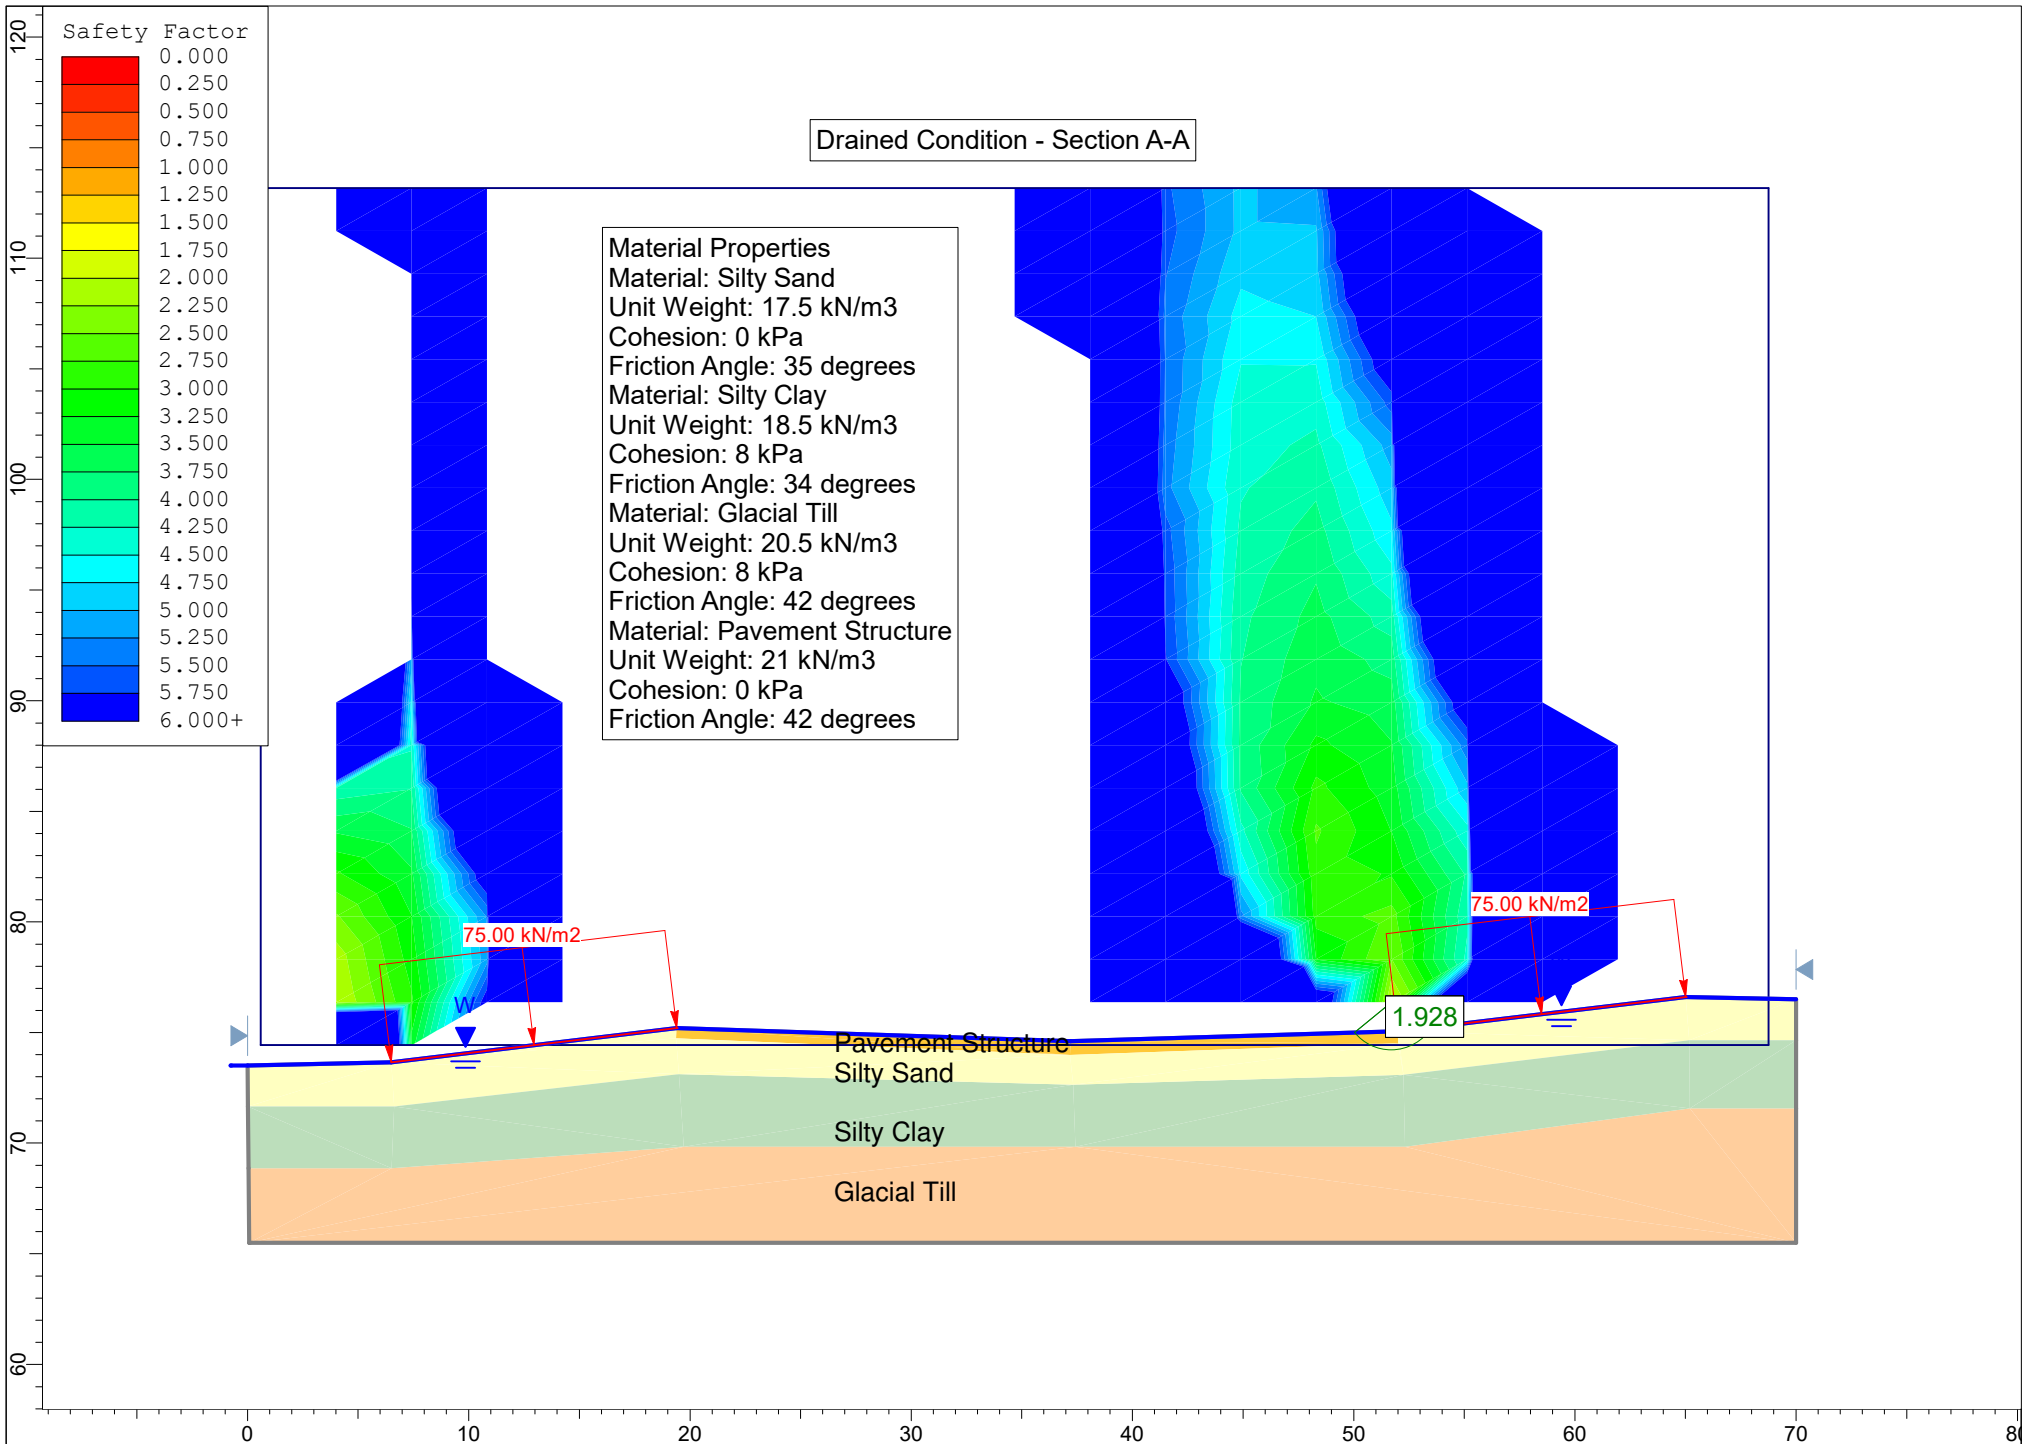 Safety Factor
0.000
0.250
0.500
0.750
1.000
1.250
1.500
1.750
2.000
2.250
2.500
2.750
3.000
3.250
3.500
3.750
4.000
4.250
4.500
4.750
5.000
5.250
5.500
5.750
6.000+
Drained Condition - Section A-A
Material Properties
Material: Silty Sand
Unit Weight: 17.5 kN/m3
Cohesion: 0 kPa
Friction Angle: 35 degrees
Material: Silty Clay
Unit Weight: 18.5 kN/m3
Cohesion: 8 kPa
Friction Angle: 34 degrees
Material: Glacial Till
Unit Weight: 20.5 kN/m3
Cohesion: 8 kPa
Friction Angle: 42 degrees
Material: Pavement Structure
Unit Weight: 21 kN/m3
Cohesion: 0 kPa
Friction Angle: 42 degrees
75.00 kN/m2
75.00 kN/m2
W
1.928
Pavement Structure
Silty Sand
Silty Clay
Glacial Till
120
110
100
90
80
70
60
0
10
20
30
40
50
60
70
80